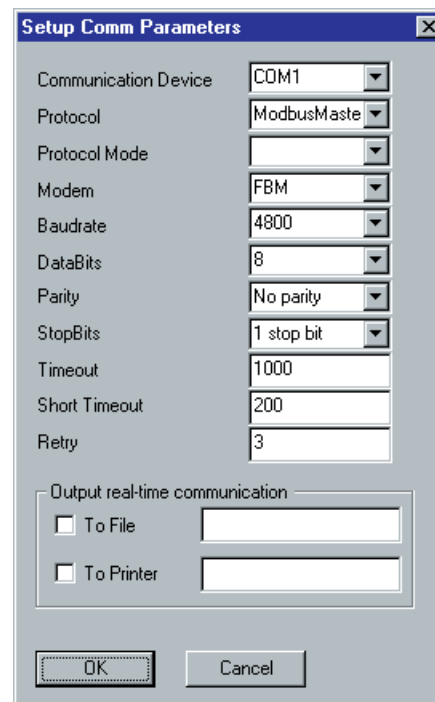 Setup Comm Parameters
Communication Device COM1
Protocol ModbusMaste
Protocol Mode
Modem FBM
Baudrate 4800
DataBits 8
Parity No parity
StopBits 1 stop bit
Timeout 1000
Short Timeout 200
Retry 3
Output real-time communication
To File
To Printer
OK Cancel